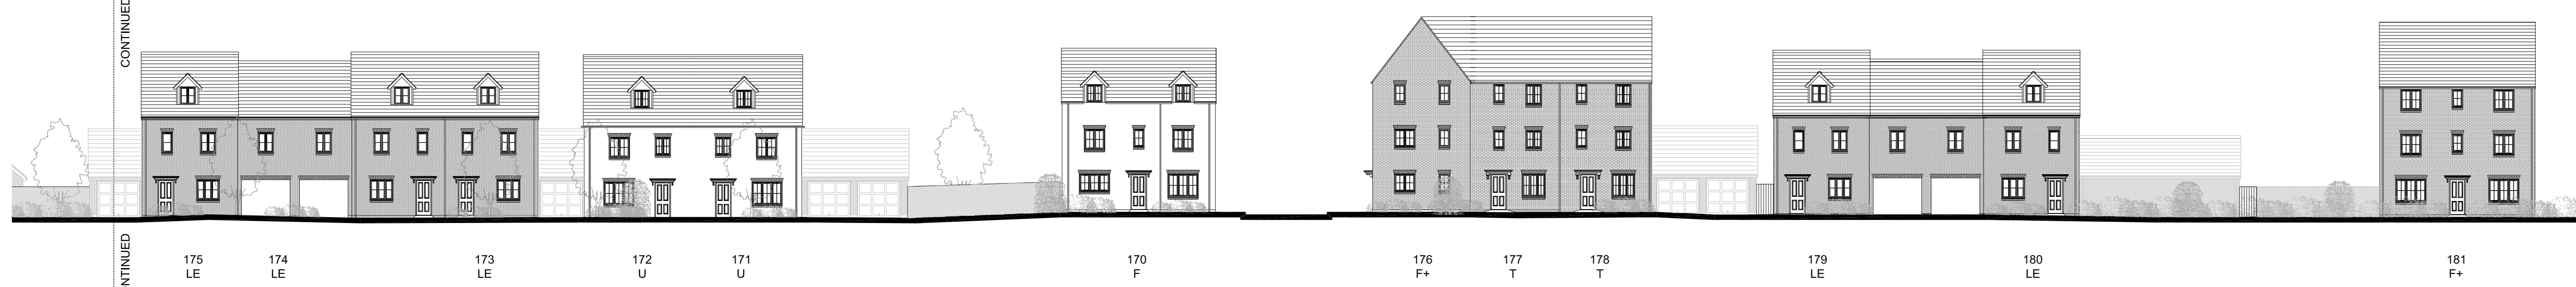 CONTINUED
NTINUED
175
LE
174
LE
173
LE
172
U
171
U
170
F
176
F+
177
T
178
T
179
LE
180
LE
181
F+